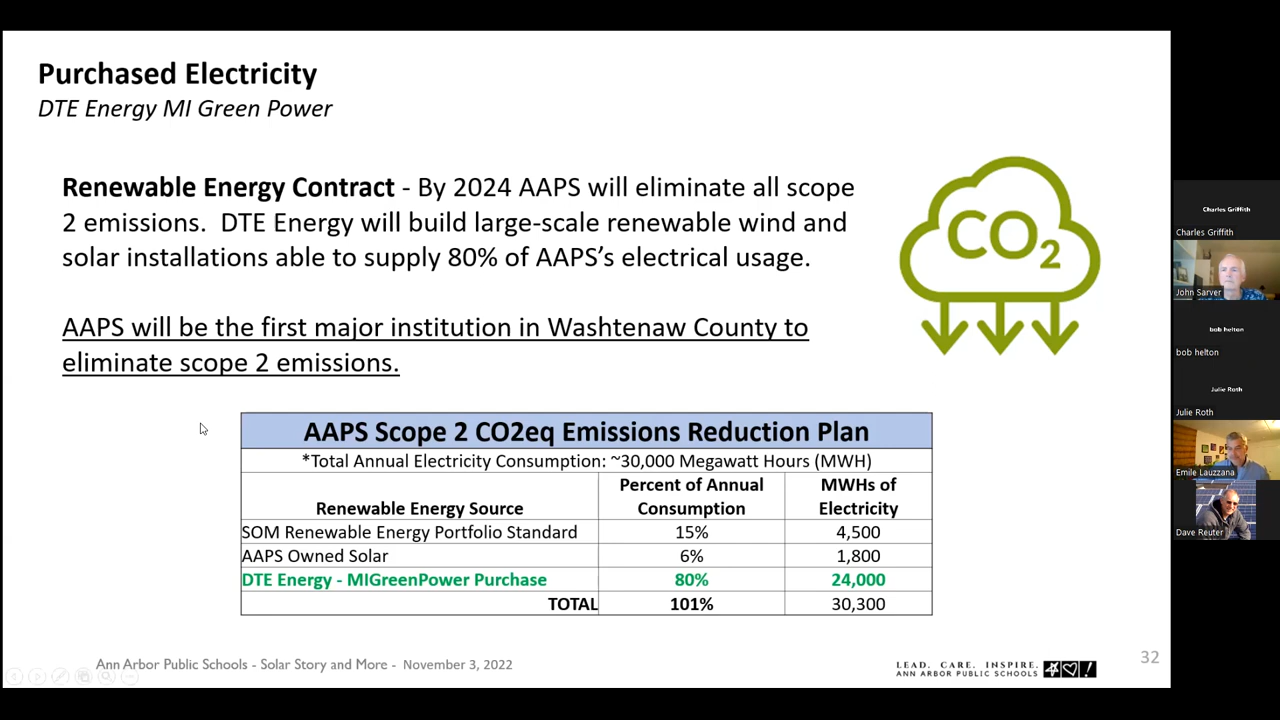 Purchased Electricity
DTE Energy MI Green Power
Renewable Energy Contract - By 2024 AAPS will eliminate all scope
2 emissions.  DTE Energy will build large-scale renewable wind and
solar installations able to supply 80% of AAPS's electrical usage.
AAPS will be the first major institution in Washtenaw County to
eliminate scope 2 emissions.
CO2
AAPS Scope 2 CO2eq Emissions Reduction Plan
*Total Annual Electricity Consumption: ~30,000 Megawatt Hours (MWH)
Renewable Energy Source
Percent of Annual
Consumption
MWHs of
Electricity
SOM Renewable Energy Portfolio Standard 15% 4,500
AAPS Owned Solar 6% 1,800
DTE Energy - MIGreenPower Purchase 80% 24,000
TOTAL 101% 30,300
Ann Arbor Public Schools - Solar Story and More - November 3, 2022
LEAD. CARE. INSPIRE.
ANN ARBOR PUBLIC SCHOOLS
32
Charles Griffith
Charles Griffith
John Sarver
bob helton
bob helton
Julie Roth
Julie Roth
Emile Lauzzana
Dave Reuter